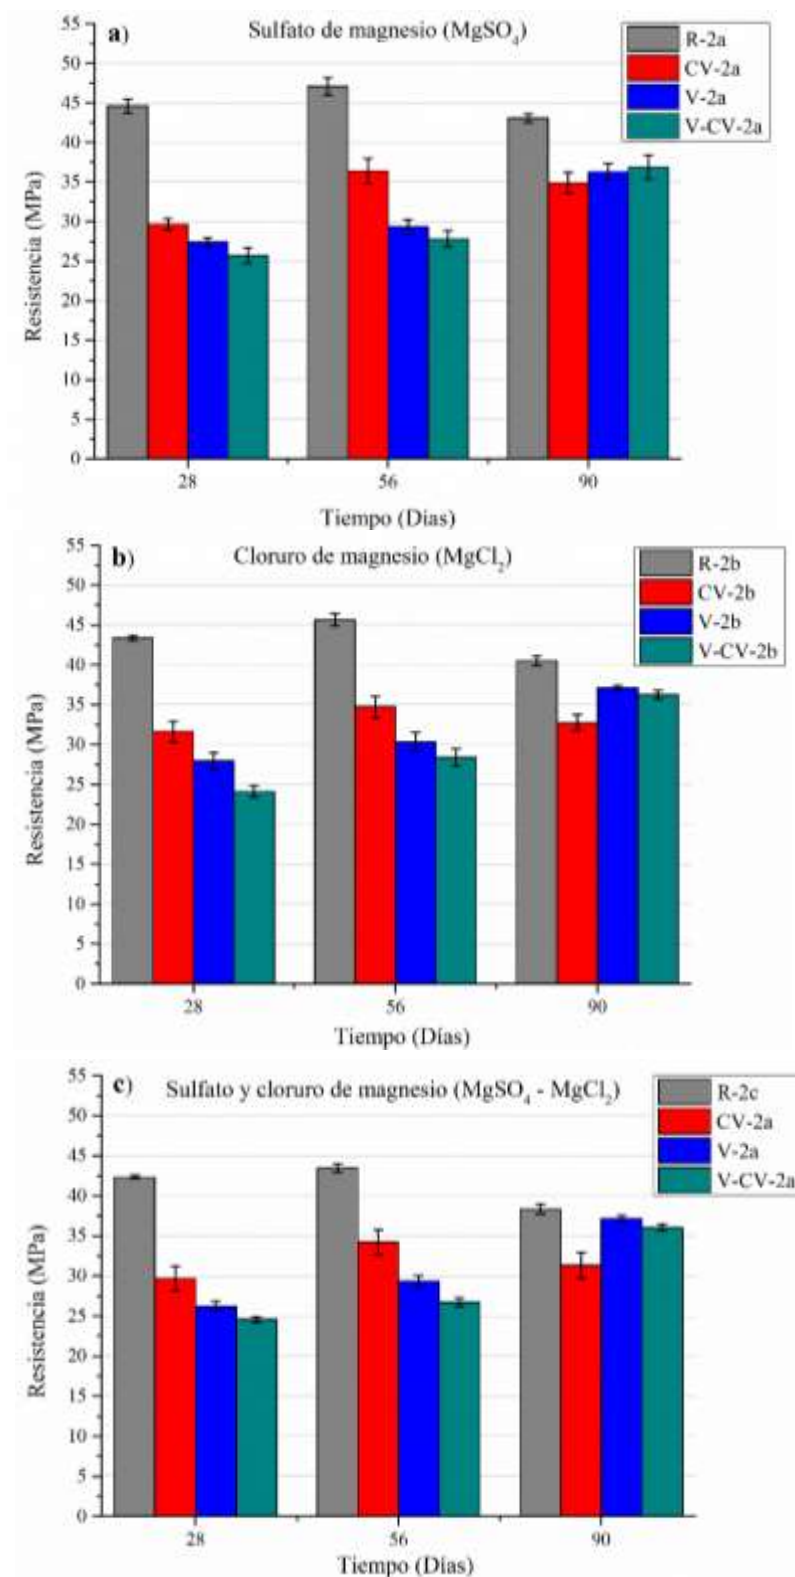 a) Sulfato de magnesio (MgSO₄)
R-2a
CV-2a
V-2a
V-CV-2a
Resistencia (MPa)
55
50
45
40
35
30
25
20
15
10
5
0
28 56 90
Tiempo (Días)
b) Cloruro de magnesio (MgCl₂)
R-2b
CV-2b
V-2b
V-CV-2b
Resistencia (MPa)
55
50
45
40
35
30
25
20
15
10
5
0
28 56 90
Tiempo (Días)
c) Sulfato y cloruro de magnesio (MgSO₄ - MgCl₂)
R-2c
CV-2a
V-2a
V-CV-2a
Resistencia (MPa)
55
50
45
40
35
30
25
20
15
10
5
0
28 56 90
Tiempo (Días)